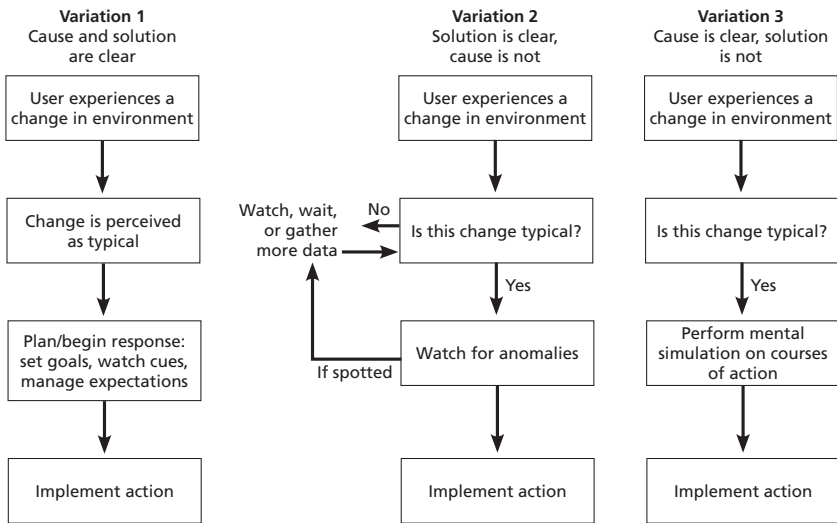 Variation 1
Cause and solution
are clear
User experiences a
change in environment
Change is perceived
as typical
Plan/begin response:
set goals, watch cues,
manage expectations
Implement action
Variation 2
Solution is clear,
cause is not
User experiences a
change in environment
Watch, wait,
or gather
more data
No
Is this change typical?
Yes
Watch for anomalies
If spotted
Implement action
Variation 3
Cause is clear, solution
is not
User experiences a
change in environment
Is this change typical?
Yes
Perform mental
simulation on courses
of action
Implement action